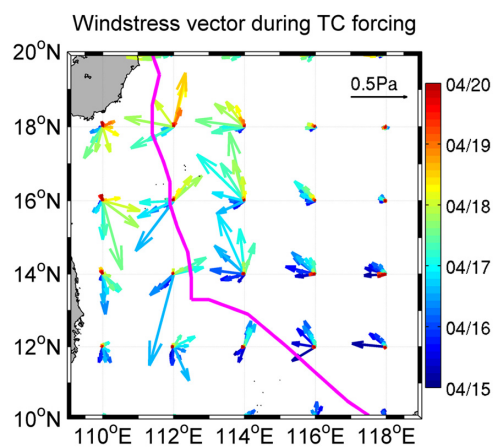 Windstress vector during TC forcing
20°N
18°N
16°N
14°N
12°N
10°N
110°E
112°E
114°E
116°E
118°E
0.5Pa
04/20
04/19
04/18
04/17
04/16
04/15